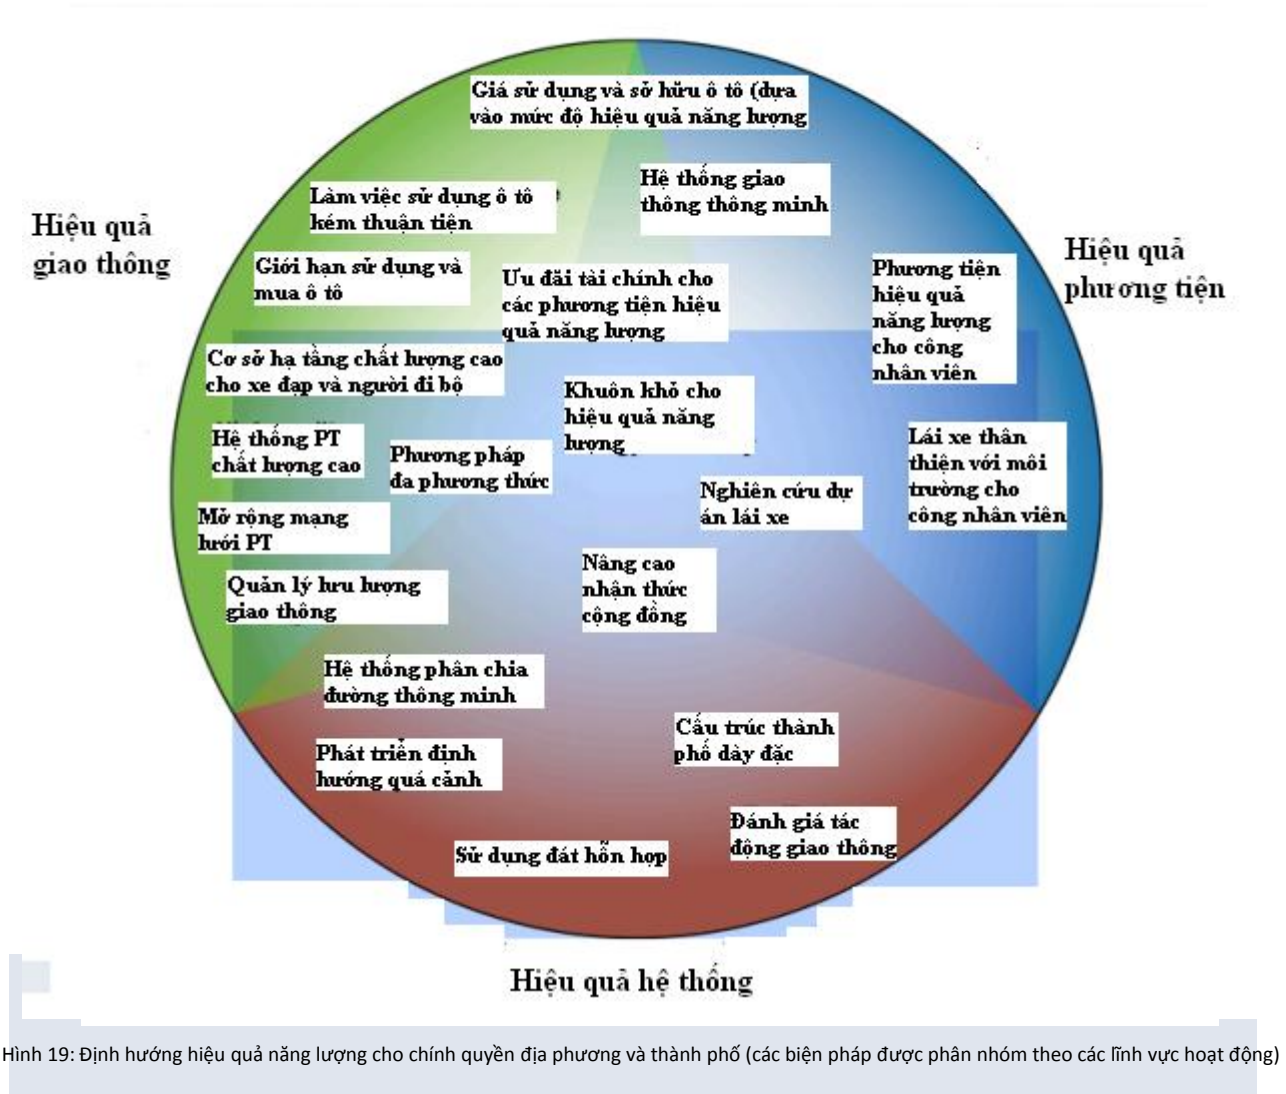 Giá sử dụng và sở hữu ô tô (dựa
vào mức độ hiệu quả năng lượng
Hệ thống giao
thông thông minh
Làm việc sử dụng ô tô
kém thuận tiện
Hiệu quả
giao thông
Hiệu quả
phương tiện
Giới hạn sử dụng và
mua ô tô
Ưu đãi tài chính cho
các phương tiện hiệu
quả năng lượng
Phương tiện
hiệu quả
năng lượng
cho công
nhân viên
Cơ sở hạ tầng chất lượng cao
cho xe đạp và người đi bộ
Khuôn khỏ cho
hiệu quả năng
lượng
Hệ thống PT
chất lượng cao
Phương pháp
đa phương thức
Lái xe thân
thiện với môi
trường cho
công nhân viên
Nghiên cứu dự
án lái xe
Mở rộng mạng
lưới PT
Nâng cao
nhận thức
cộng đồng
Quản lý lưu lượng
giao thông
Hệ thống phân chia
đường thông minh
Cấu trúc thành
phố dày đặc
Phát triển định
hướng quá cảnh
Đánh giá tác
động giao thông
Sử dụng đát hỗn hợp
Hiệu quả hệ thống
Hình 19: Định hướng hiệu quả năng lượng cho chính quyền địa phương và thành phố (các biện pháp được phân nhóm theo các lĩnh vực hoạt động)